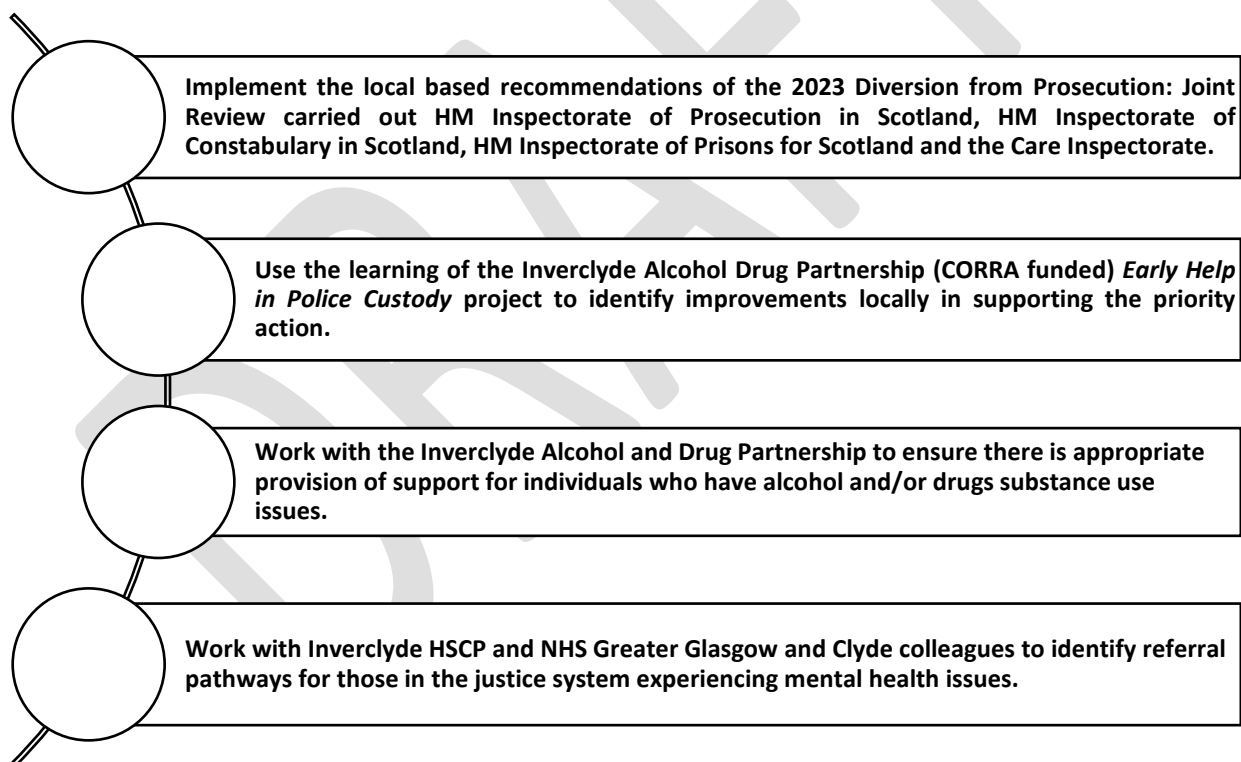 Implement the local based recommendations of the 2023 Diversion from Prosecution: Joint
Review carried out HM Inspectorate of Prosecution in Scotland, HM Inspectorate of
Constabulary in Scotland, HM Inspectorate of Prisons for Scotland and the Care Inspectorate.
Use the learning of the Inverclyde Alcohol Drug Partnership (CORRA funded) Early Help
in Police Custody project to identify improvements locally in supporting the priority
action.
Work with the Inverclyde Alcohol and Drug Partnership to ensure there is appropriate
provision of support for individuals who have alcohol and/or drugs substance use
issues.
Work with Inverclyde HSCP and NHS Greater Glasgow and Clyde colleagues to identify referral
pathways for those in the justice system experiencing mental health issues.
DRAFT